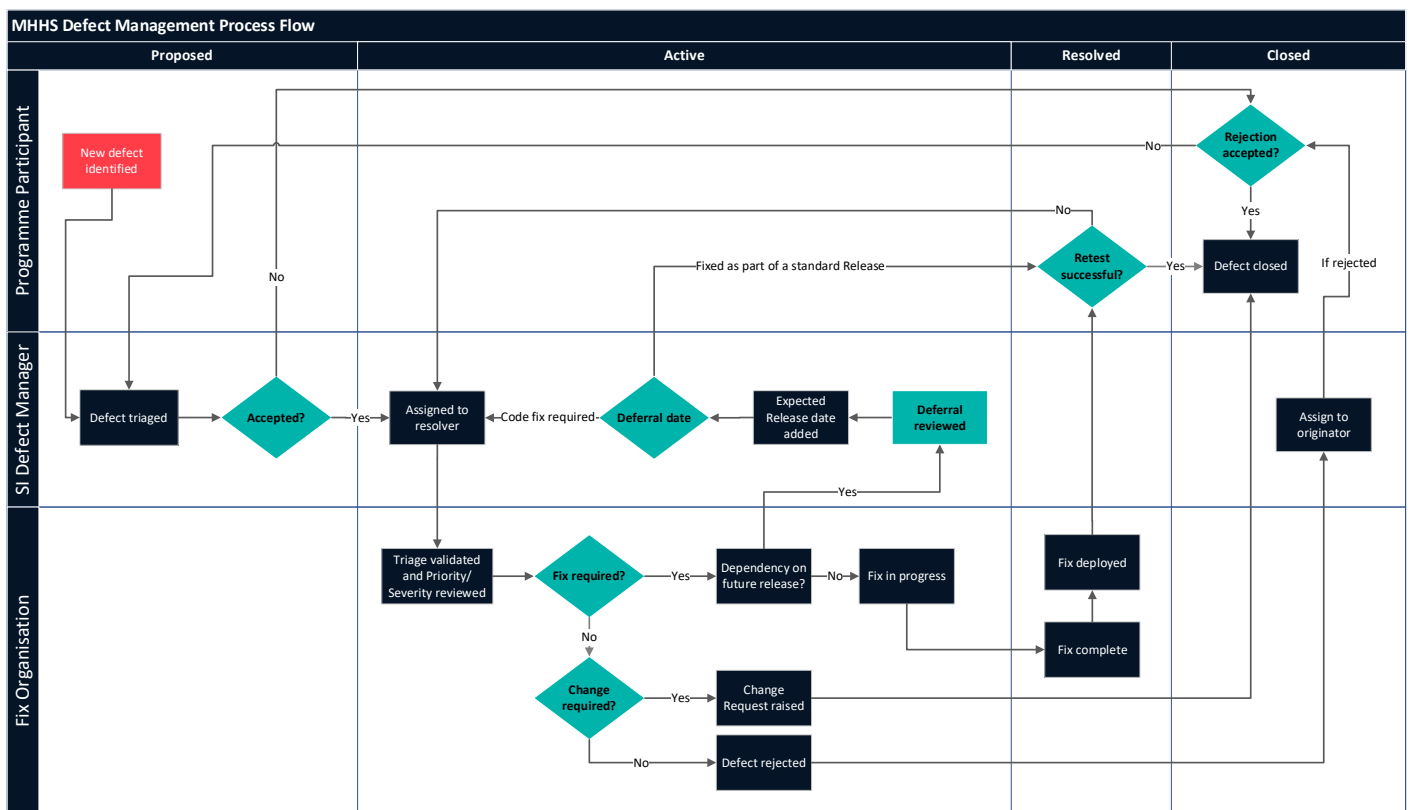 MHHS Defect Management Process Flow
Proposed
Active
Resolved
Closed
Programme Participant
New defect
identified
No
Rejection
accepted?
No
Yes
No
Fixed as part of a standard Release
Retest
successful?
Yes
Defect closed
If rejected
SI Defect Manager
Defect triaged
Accepted?
Yes
Assigned to
resolver
Code fix required
Deferral date
Expected
Release date
added
Deferral
reviewed
Assign to
originator
Yes
Fix Organisation
Triage validated
and Priority/
Severity reviewed
Fix required?
Yes
Dependency on
future release?
No
Fix in progress
Fix deployed
No
Fix complete
Change
required?
Yes
Change
Request raised
No
Defect rejected